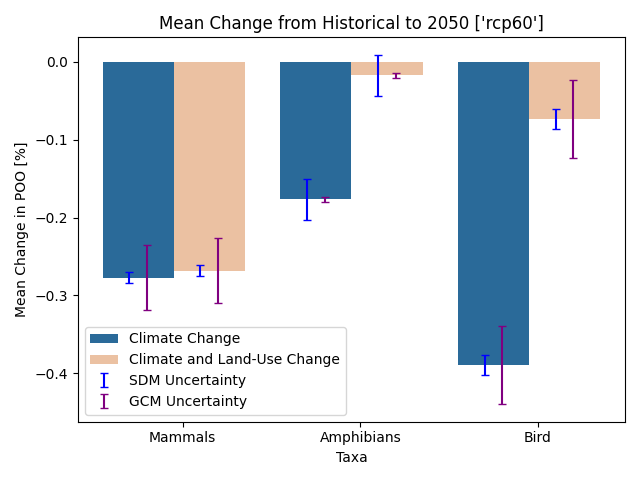 Mean Change from Historical to 2050 ['rcp60']
Mean Change in POO [%]
0.0
−0.1
−0.2
−0.3
−0.4
Climate Change
Climate and Land-Use Change
SDM Uncertainty
GCM Uncertainty
Mammals
Amphibians
Bird
Taxa